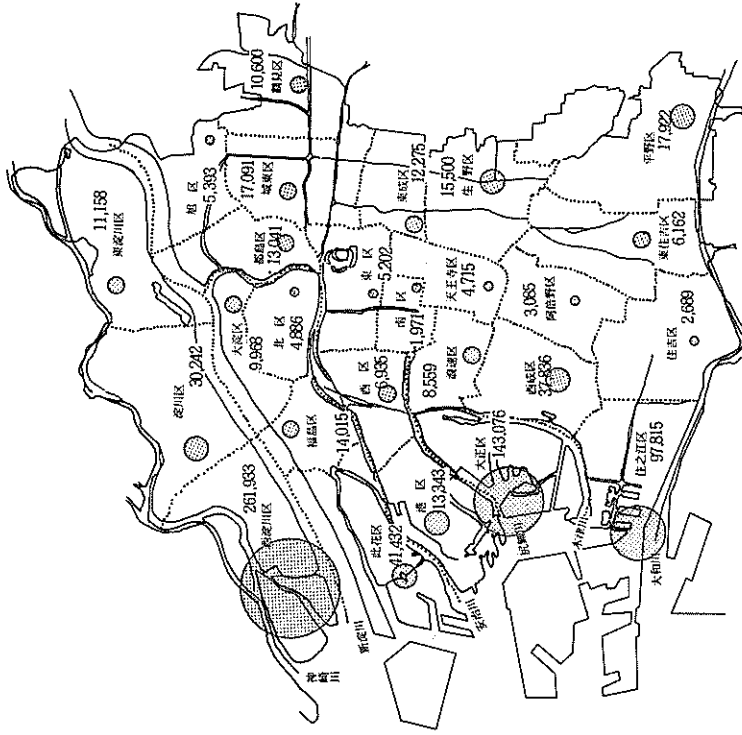 東淀川区
11,158
淀川区
30,242
西淀川区
261,933
旭区
5,393
鶴見区
10,600
城東区
17,091
都島区
13,041
大淀区
9,968
北区
4,886
福島区
14,015
此花区
41,432
東区
5,202
西区
6,935
南区
1,971
港区
13,343
大正区
143,076
浪速区
8,559
天王寺区
4,715
東成区
12,275
生野区
15,500
阿倍野区
3,085
西成区
37,836
住之江区
97,815
住吉区
2,689
東住吉区
6,162
平野区
17,922
神崎川
新淀川
安治川
尻無川
木津川
大和川